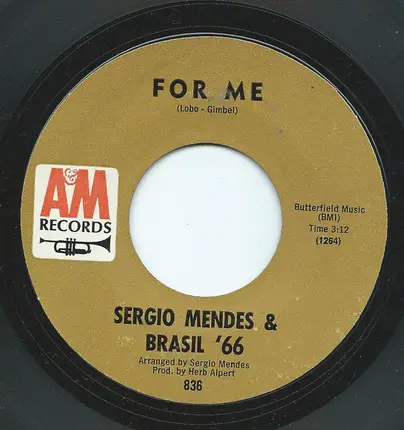 FOR ME
(Lobo - Gimbel)
A&M
RECORDS
Butterfield Music
(BMI)
Time 3:12
(1264)
SERGIO MENDES &
BRASIL '66
Arranged by Sergio Mendes
Prod. by Herb Alpert
836